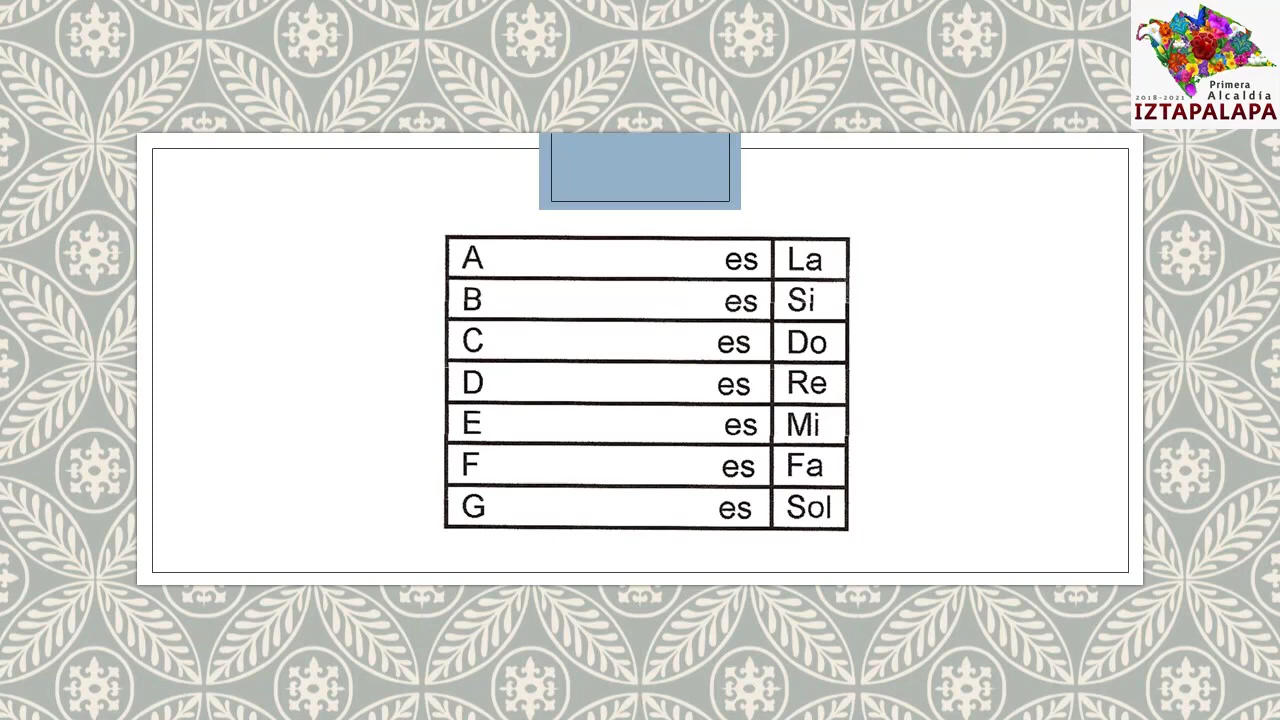 Primera
2018-2021 Alcaldía
IZTAPALAPA
A es La
B es Si
C es Do
D es Re
E es Mi
F es Fa
G es Sol